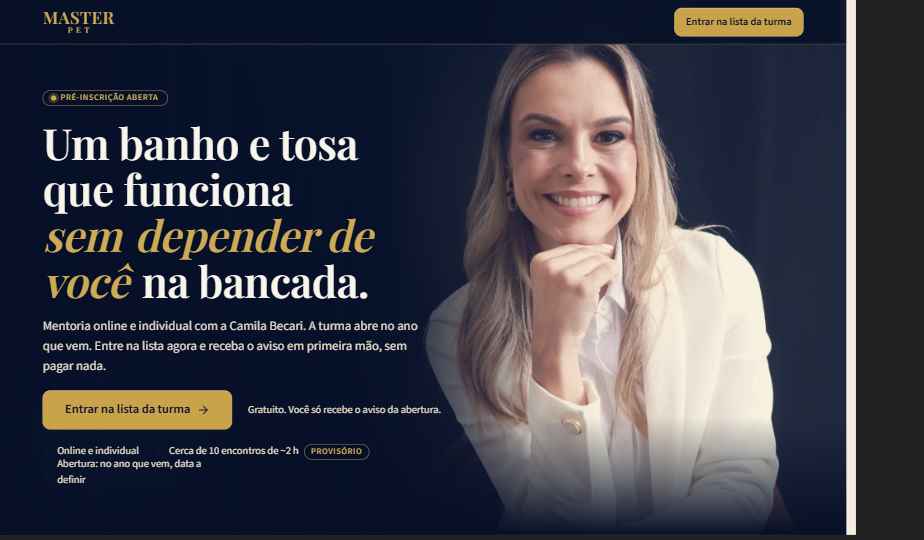 MASTER
PET
Entrar na lista da turma
PRÉ-INSCRIÇÃO ABERTA
Um banho e tosa
que funciona
sem depender de
você na bancada.
Mentoria online e individual com a Camila Becari. A turma abre no ano
que vem. Entre na lista agora e receba o aviso em primeira mão, sem
pagar nada.
Entrar na lista da turma →
Gratuito. Você só recebe o aviso da abertura.
Online e individual
Cerca de 10 encontros de ~2 h
PROVISÓRIO
Abertura: no ano que vem, data a
definir